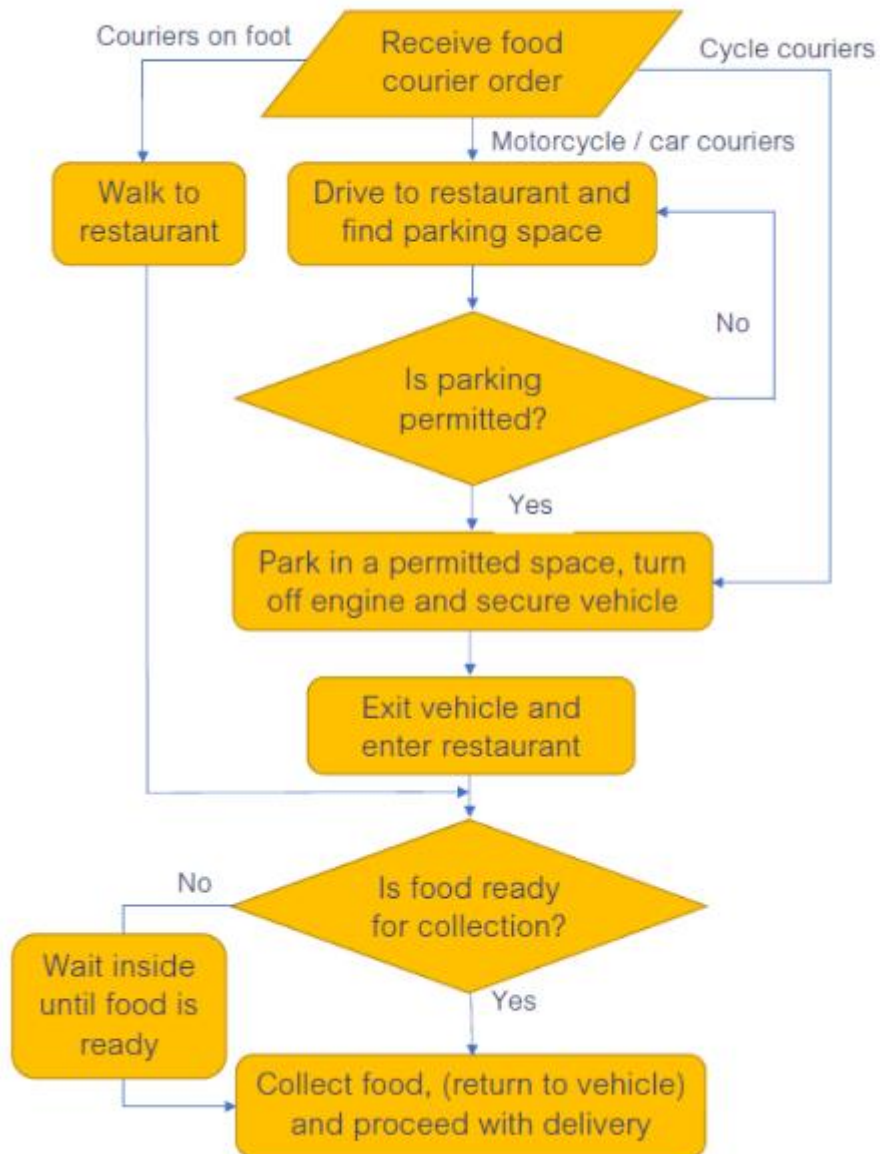 Couriers on foot
Receive food
courier order
Cycle couriers
Motorcycle / car couriers
Walk to
restaurant
Drive to restaurant and
find parking space
No
Is parking
permitted?
Yes
Park in a permitted space, turn
off engine and secure vehicle
Exit vehicle and
enter restaurant
No
Is food ready
for collection?
Wait inside
until food is
ready
Yes
Collect food, (return to vehicle)
and proceed with delivery